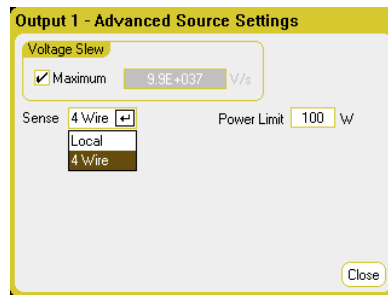 Output 1 - Advanced Source Settings
Voltage Slew
Maximum 9.9E+037 V/s
Sense 4 Wire Power Limit 100 W
Local
4 Wire
Close